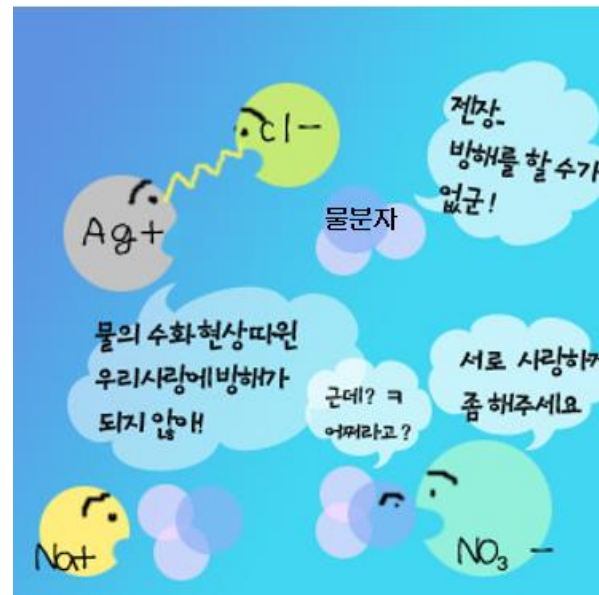 cl-
젠장..
방해를 할 수가
없군!
Ag+
물분자
물의 수화 현상 따윈
우리사랑에 방해가
되지 않애!
서로 사랑하게
좀 해주세요
근데? ㅋ
어쩌라고?
Na+
NO₃ -